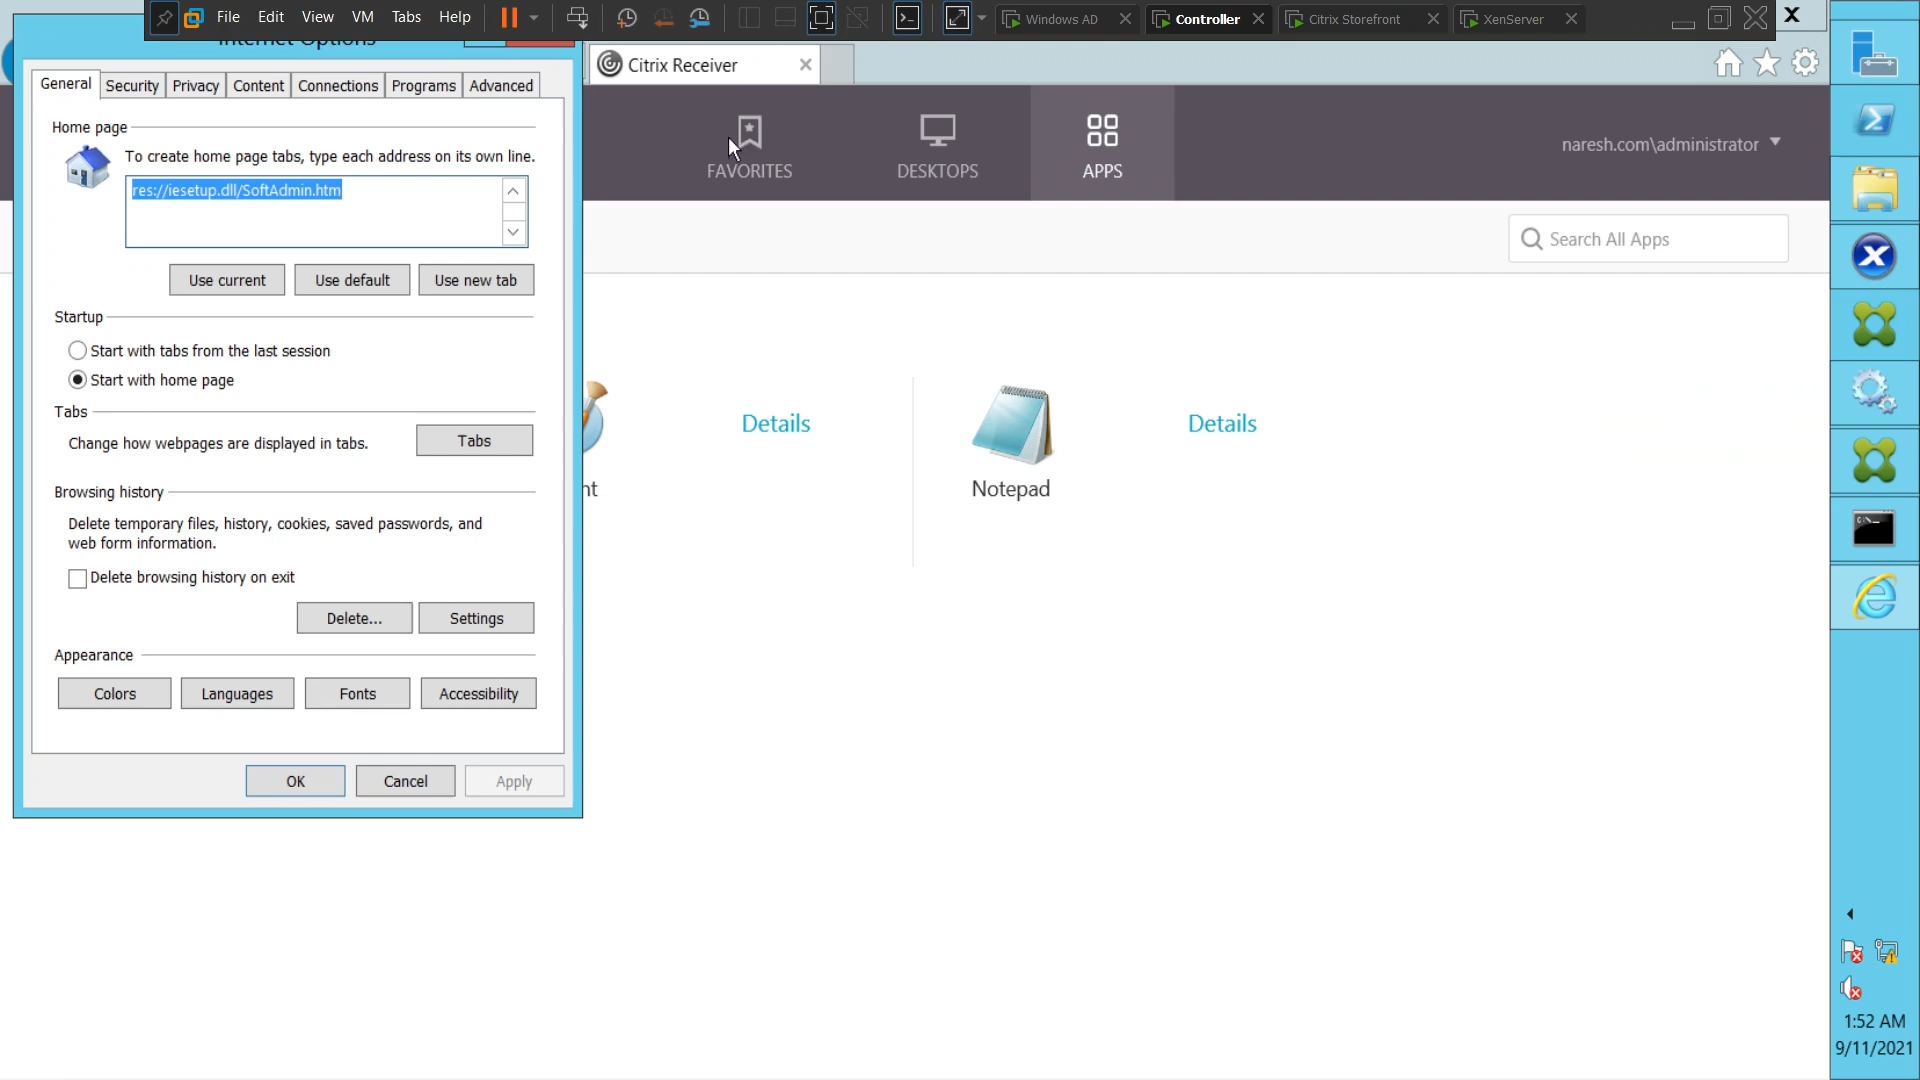 File Edit View VM Tabs Help
Windows AD Controller Citrix Storefront XenServer X
Internet Options
Citrix Receiver
General Security Privacy Content Connections Programs Advanced
Home page
To create home page tabs, type each address on its own line.
res://iesetup.dll/SoftAdmin.htm
Use current Use default Use new tab
Startup
Start with tabs from the last session
Start with home page
Tabs
Change how webpages are displayed in tabs. Tabs
Browsing history
Delete temporary files, history, cookies, saved passwords, and
web form information.
Delete browsing history on exit
Delete... Settings
Appearance
Colors Languages Fonts Accessibility
OK Cancel Apply
FAVORITES DESKTOPS APPS
naresh.com\administrator
Search All Apps
Details Details
nt Notepad
1:52 AM
9/11/2021